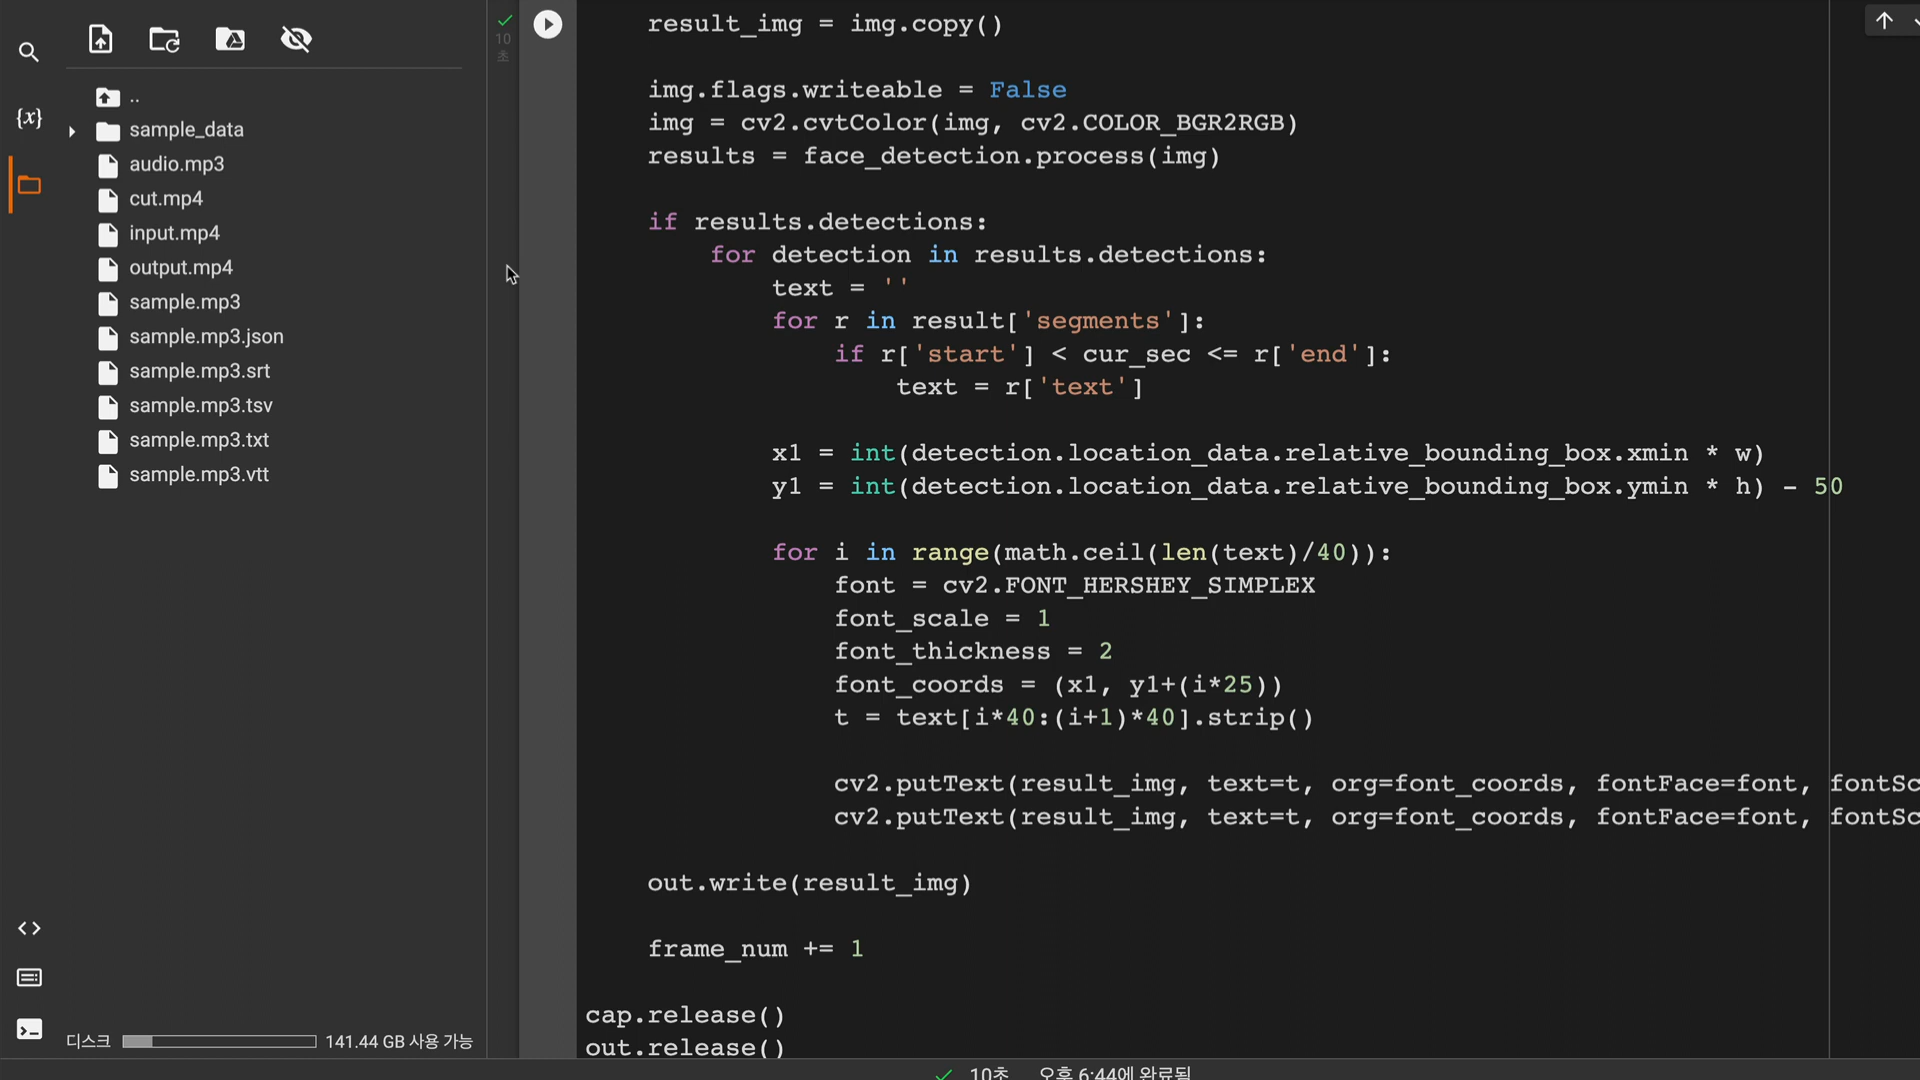 {x}
..
sample_data
audio.mp3
cut.mp4
input.mp4
output.mp4
sample.mp3
sample.mp3.json
sample.mp3.srt
sample.mp3.tsv
sample.mp3.txt
sample.mp3.vtt
디스크 141.44 GB 사용 가능
10
초
result_img = img.copy()
img.flags.writeable = False
img = cv2.cvtColor(img, cv2.COLOR_BGR2RGB)
results = face_detection.process(img)
if results.detections:
for detection in results.detections:
text = ''
for r in result['segments']:
if r['start'] < cur_sec <= r['end']:
text = r['text']
x1 = int(detection.location_data.relative_bounding_box.xmin * w)
y1 = int(detection.location_data.relative_bounding_box.ymin * h) - 50
for i in range(math.ceil(len(text)/40)):
font = cv2.FONT_HERSHEY_SIMPLEX
font_scale = 1
font_thickness = 2
font_coords = (x1, y1+(i*25))
t = text[i*40:(i+1)*40].strip()
cv2.putText(result_img, text=t, org=font_coords, fontFace=font, fontSc
cv2.putText(result_img, text=t, org=font_coords, fontFace=font, fontSc
out.write(result_img)
frame_num += 1
cap.release()
out.release()
10초 오후 6:44에 완료됨